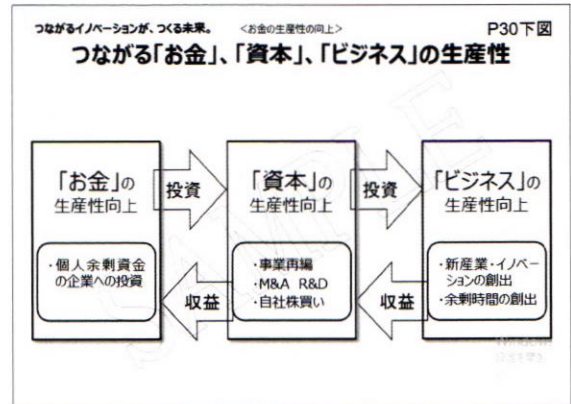 つながるイノベーションが、つくる未来。 <お金の生産性の向上> P30下図
つながる「お金」、「資本」、「ビジネス」の生産性
「お金」の
生産性向上
・個人余剰資金
の企業への投資
投資
収益
「資本」の
生産性向上
・事業再編
・M&A R&D
・自社株買い
投資
収益
「ビジネス」の
生産性向上
・新産業・イノベー
ションの創出
・余剰時間の創出
SAMPLE
Windows